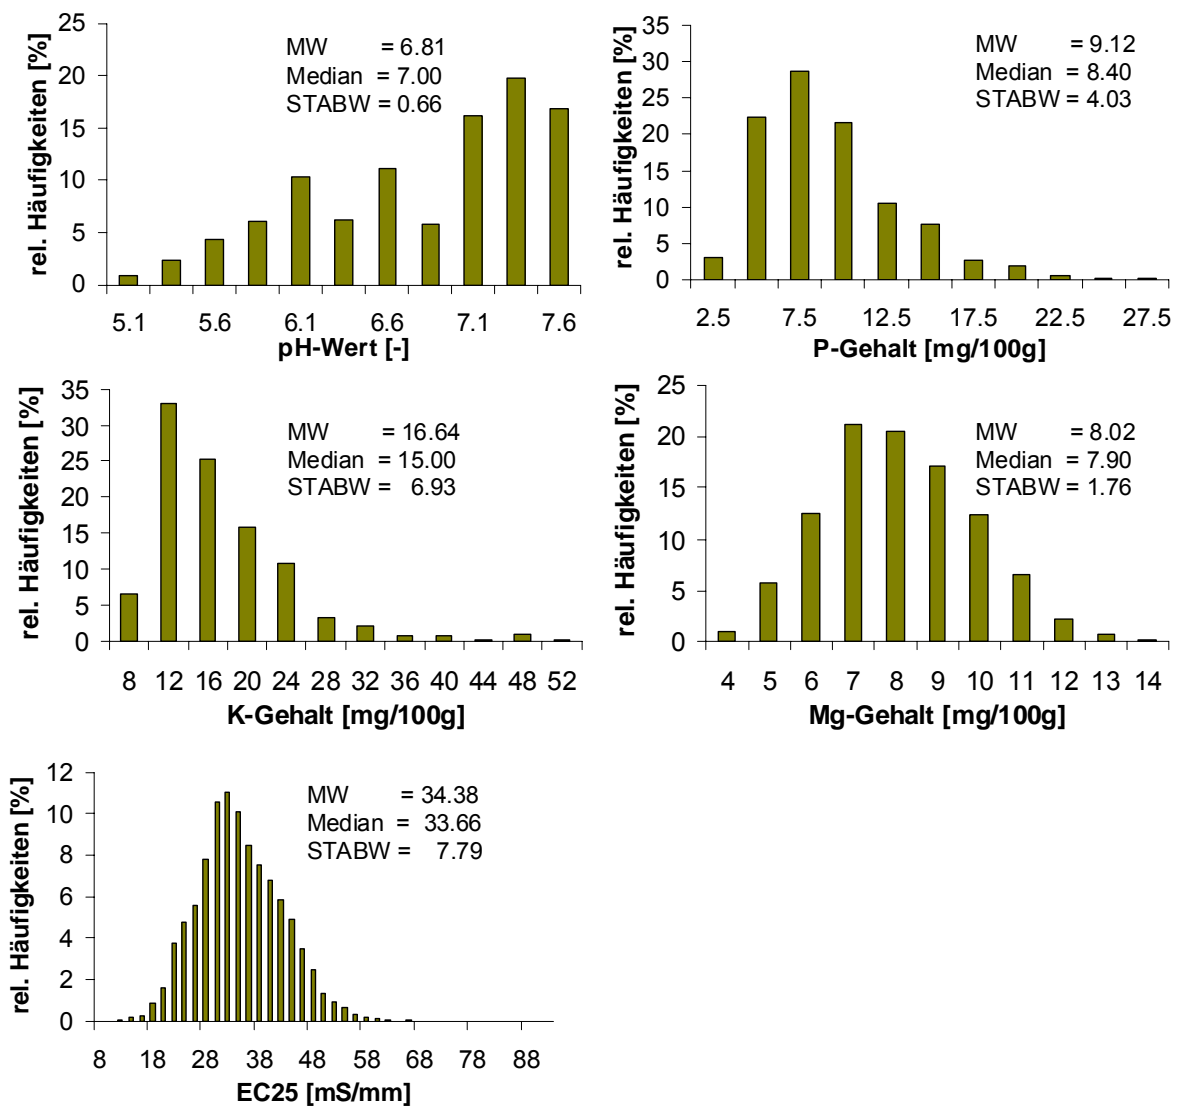 rel. Häufigkeiten [%]
25
20
15
10
5
0
MW = 6.81
Median = 7.00
STABW = 0.66
5.1 5.6 6.1 6.6 7.1 7.6
pH-Wert [-]
rel. Häufigkeiten [%]
35
30
25
20
15
10
5
0
MW = 9.12
Median = 8.40
STABW = 4.03
2.5 7.5 12.5 17.5 22.5 27.5
P-Gehalt [mg/100g]
rel. Häufigkeiten [%]
35
30
25
20
15
10
5
0
MW = 16.64
Median = 15.00
STABW = 6.93
8 12 16 20 24 28 32 36 40 44 48 52
K-Gehalt [mg/100g]
rel. Häufigkeiten [%]
25
20
15
10
5
0
MW = 8.02
Median = 7.90
STABW = 1.76
4 5 6 7 8 9 10 11 12 13 14
Mg-Gehalt [mg/100g]
rel. Häufigkeiten [%]
12
10
8
6
4
2
0
MW = 34.38
Median = 33.66
STABW = 7.79
8 18 28 38 48 58 68 78 88
EC25 [mS/mm]